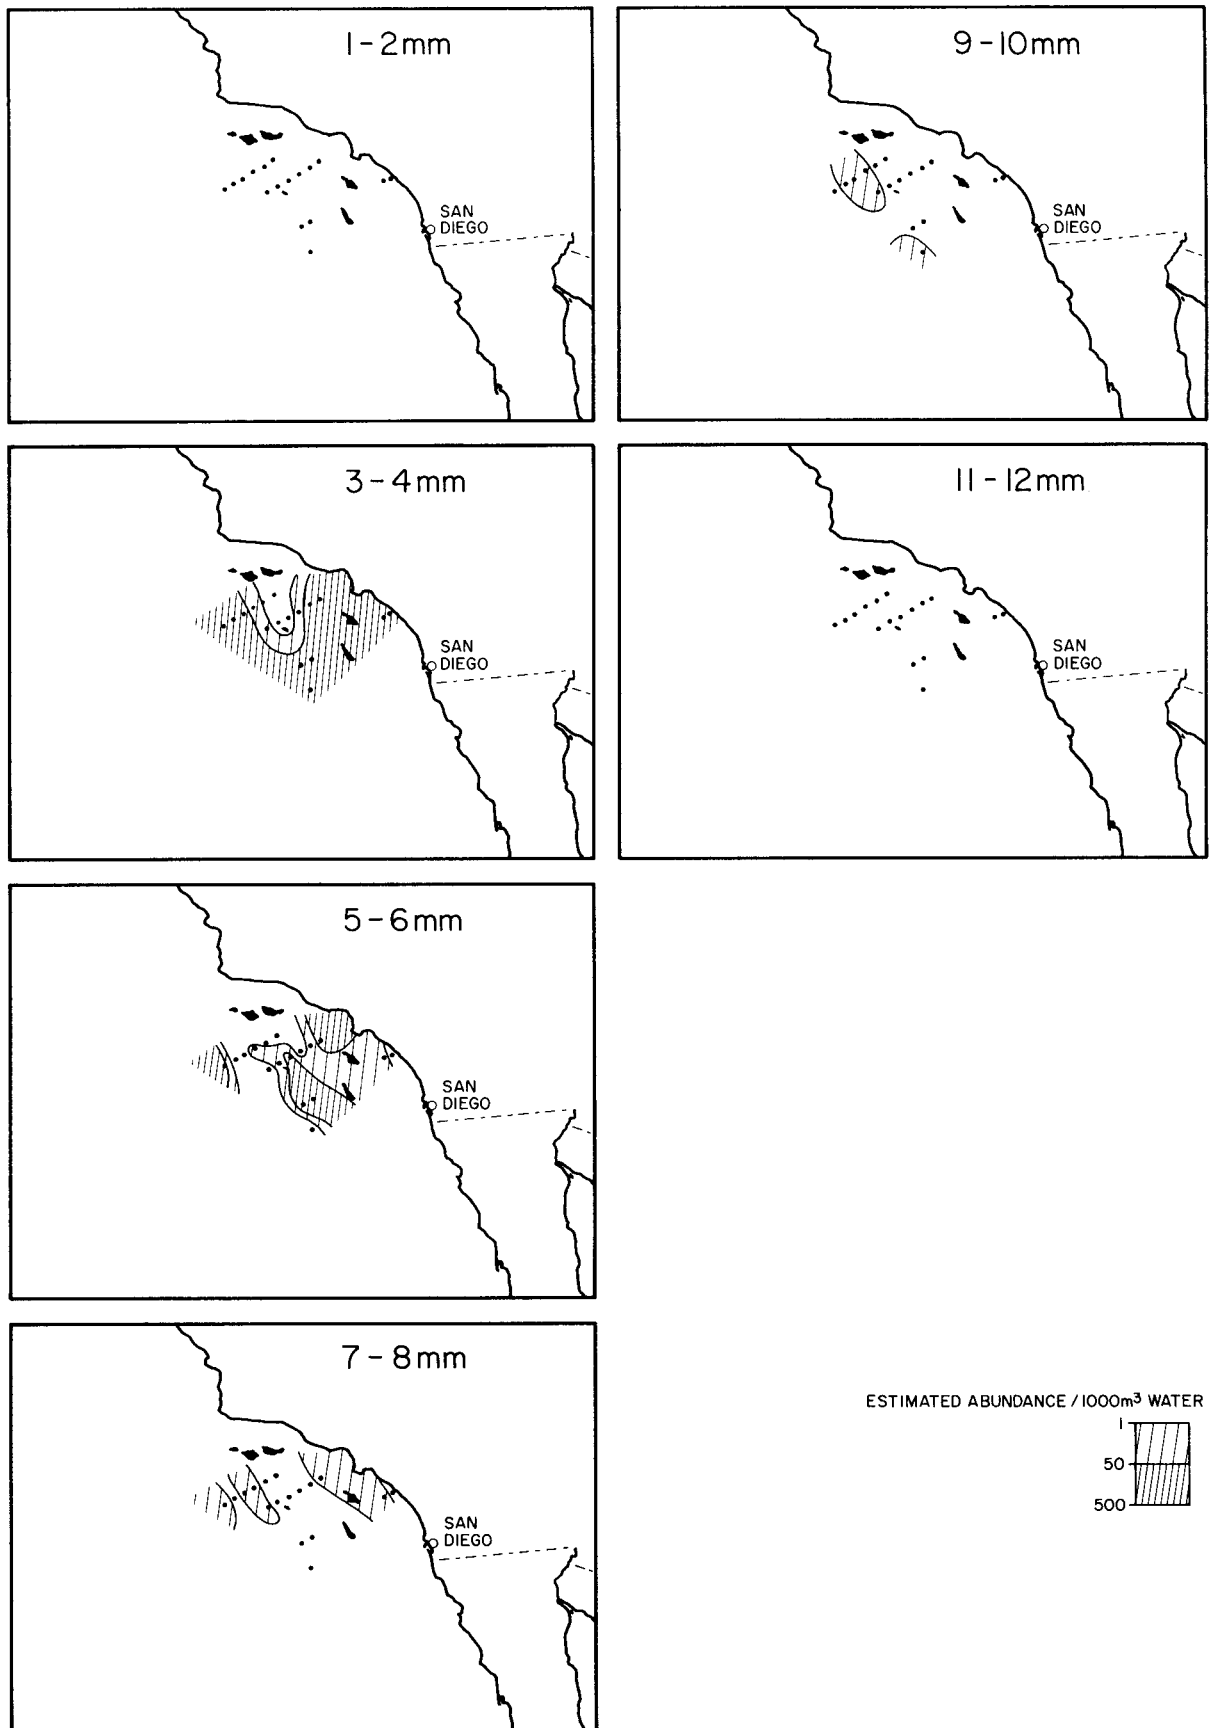 1-2mm
SAN
DIEGO
9-10mm
SAN
DIEGO
3-4mm
SAN
DIEGO
11-12mm
SAN
DIEGO
5-6mm
SAN
DIEGO
7-8mm
SAN
DIEGO
ESTIMATED ABUNDANCE / 1000m³ WATER
1
50
500